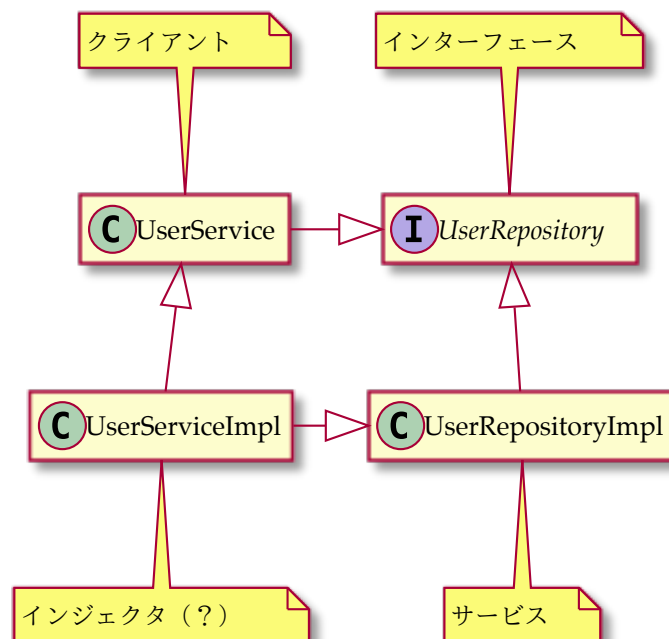 クライアント
インターフェース
C UserService
I UserRepository
C UserServiceImpl
C UserRepositoryImpl
インジェクタ（？）
サービス